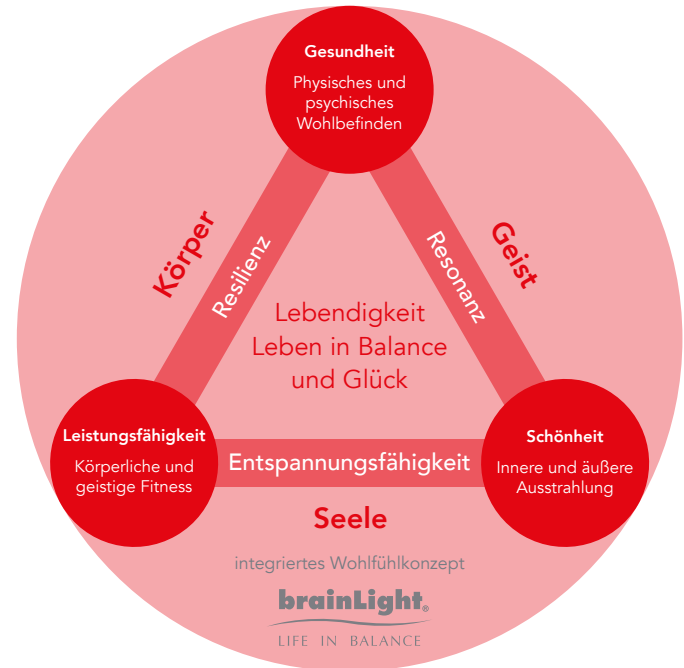 Gesundheit
Physisches und
psychisches
Wohlbefinden
Körper
Resilienz
Resonanz
Geist
Lebendigkeit
Leben in Balance
und Glück
Leistungsfähigkeit
Körperliche und
geistige Fitness
Entspannungsfähigkeit
Schönheit
Innere und äußere
Ausstrahlung
Seele
integriertes Wohlfühlkonzept
brainLight®
LIFE IN BALANCE